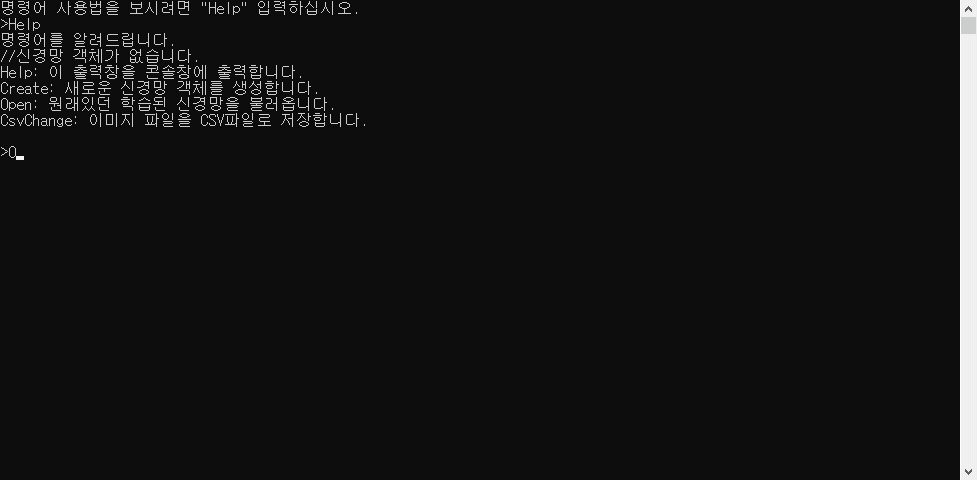 명령어 사용법을 보시려면 "Help" 입력하십시오.
>Help
명령어를 알려드립니다.
//신경망 객체가 없습니다.
Help: 이 출력창을 콘솔창에 출력합니다.
Create: 새로운 신경망 객체를 생성합니다.
Open: 원래있던 학습된 신경망을 불러옵니다.
CsvChange: 이미지 파일을 CSV파일로 저장합니다.
>O